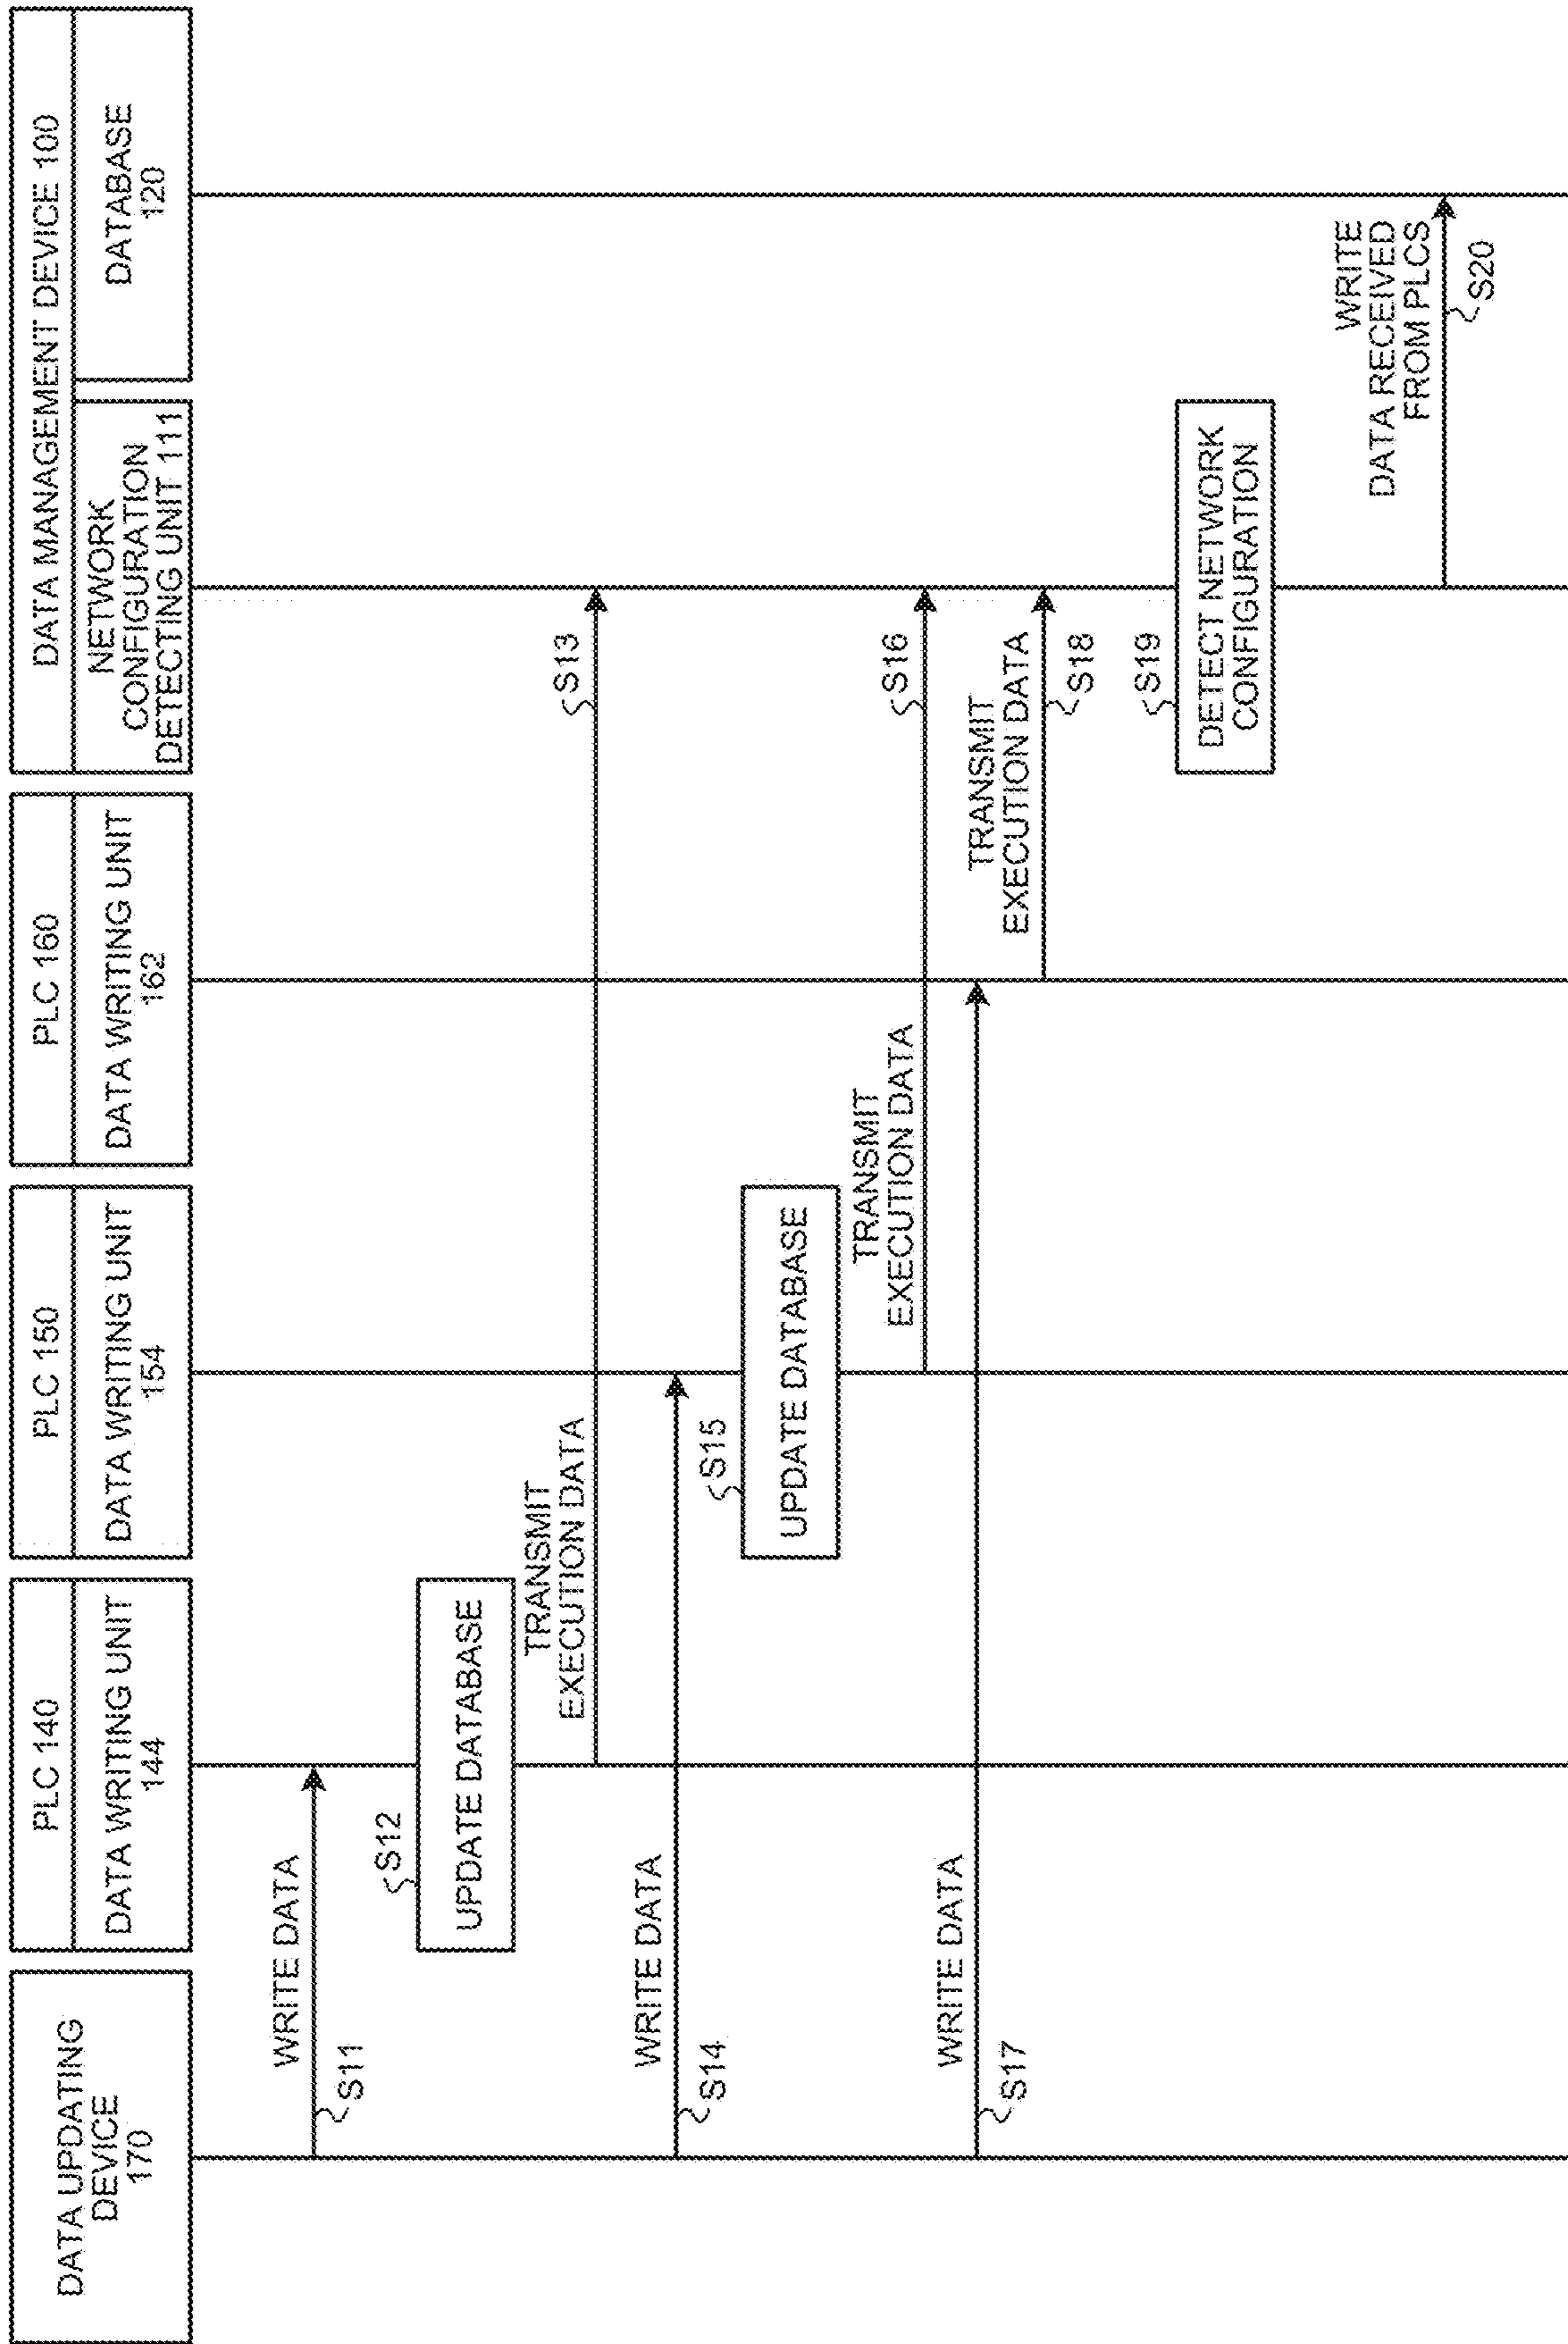 DATA UPDATING
DEVICE
170
PLC 140
DATA WRITING UNIT
144
PLC 150
DATA WRITING UNIT
154
PLC 160
DATA WRITING UNIT
162
DATA MANAGEMENT DEVICE 100
NETWORK
CONFIGURATION
DETECTING UNIT 111
DATABASE
120
WRITE DATA
S11
S12
UPDATE DATABASE
TRANSMIT
EXECUTION DATA
S13
WRITE DATA
S14
S15
UPDATE DATABASE
TRANSMIT
EXECUTION DATA
S16
WRITE DATA
S17
TRANSMIT
EXECUTION DATA
S18
S19
DETECT NETWORK
CONFIGURATION
WRITE
DATA RECEIVED
FROM PLCS
S20